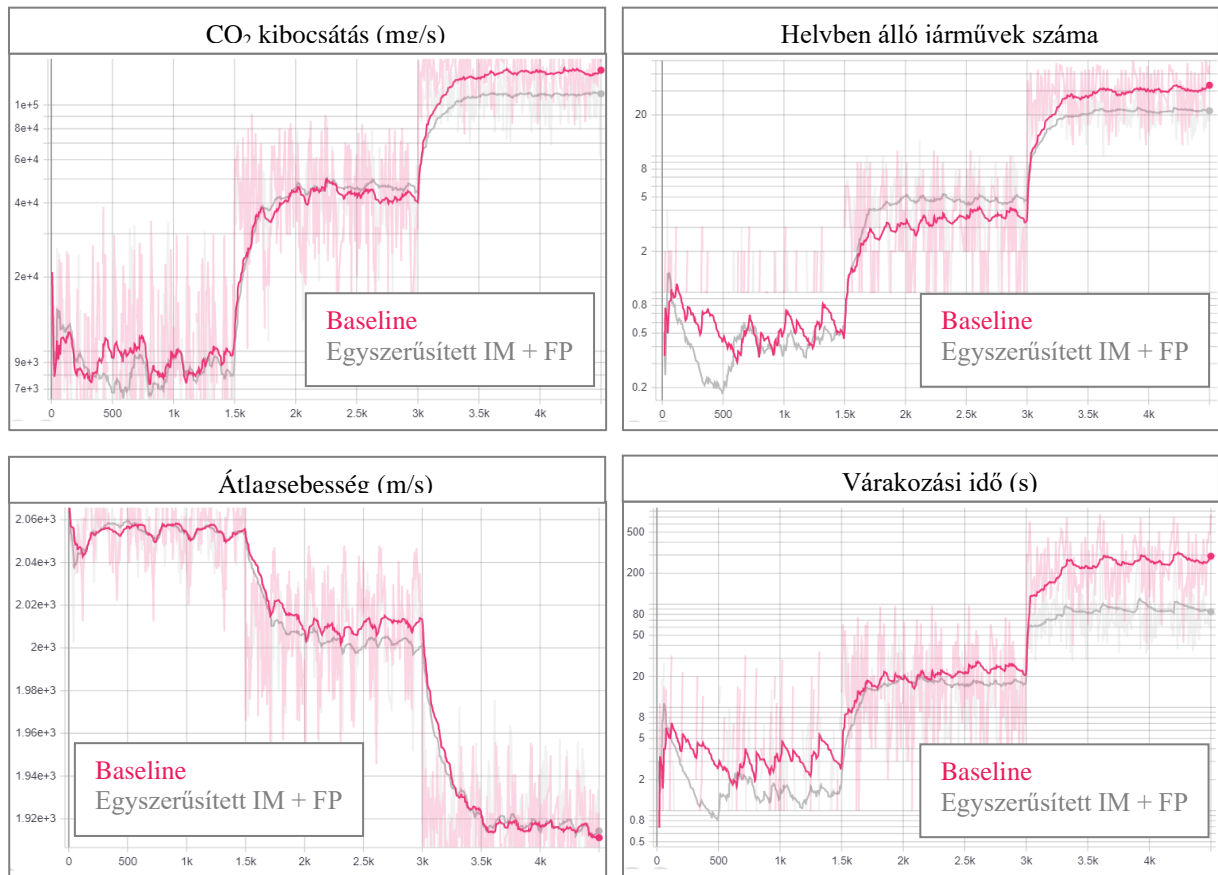 CO₂ kibocsátás (mg/s)
1e+5
8e+4
6e+4
4e+4
2e+4
9e+3
7e+3
0
500
1k
1.5k
2k
2.5k
3k
3.5k
4k
Baseline
Egyszerűsített IM + FP
Helyben álló járművek száma
20
8
5
2
0.8
0.5
0.2
0
500
1k
1.5k
2k
2.5k
3k
3.5k
4k
Baseline
Egyszerűsített IM + FP
Átlagsebesség (m/s)
2.06e+3
2.04e+3
2.02e+3
2e+3
1.98e+3
1.96e+3
1.94e+3
1.92e+3
0
500
1k
1.5k
2k
2.5k
3k
3.5k
4k
Baseline
Egyszerűsített IM + FP
Várakozási idő (s)
500
200
80
50
20
8
5
2
0.8
0.5
0
500
1k
1.5k
2k
2.5k
3k
3.5k
4k
Baseline
Egyszerűsített IM + FP